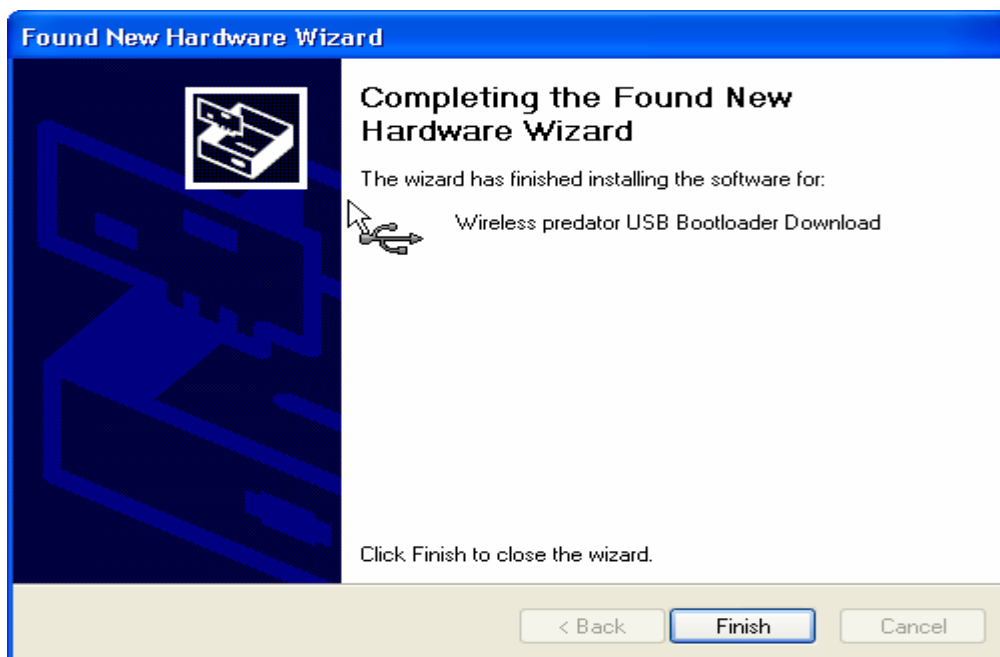 Found New Hardware Wizard
Completing the Found New
Hardware Wizard
The wizard has finished installing the software for:
Wireless predator USB Bootloader Download
Click Finish to close the wizard.
< Back Finish Cancel